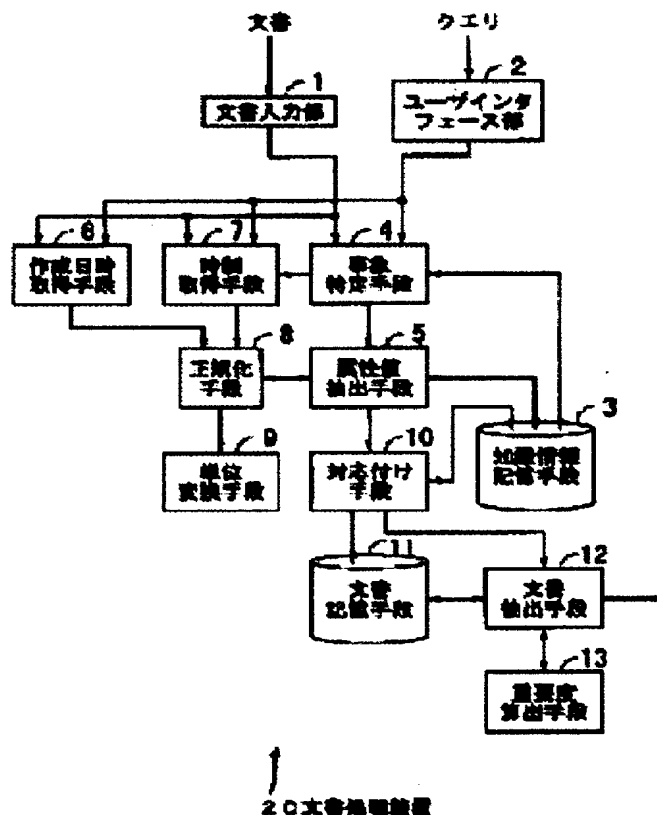 文書
クエリ
1
文書入力部
2
ユーザインタ
フェース部
6
作成日時
取得手段
7
時制
取得手段
4
事象
特定手段
8
正規化
手段
5
属性値
抽出手段
3
知識情報
記憶手段
9
単位
変換手段
10
対応付け
手段
11
文書
記憶手段
12
文書
抽出手段
13
重要度
算出手段
20文書処理装置